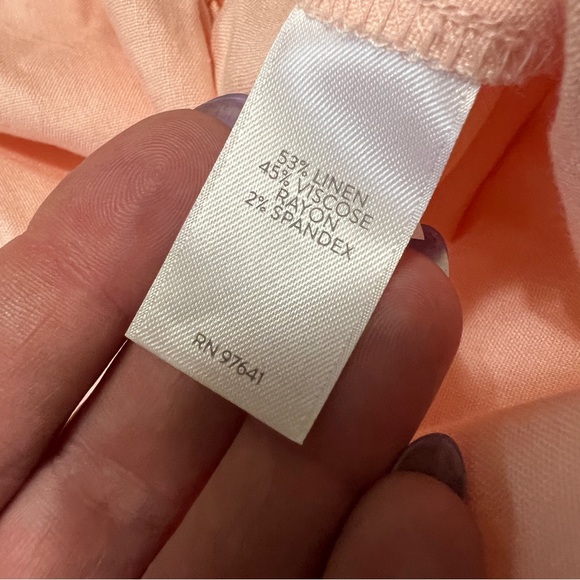 53% LINEN
45% VISCOSE
RAYON
2% SPANDEX
RN 97641